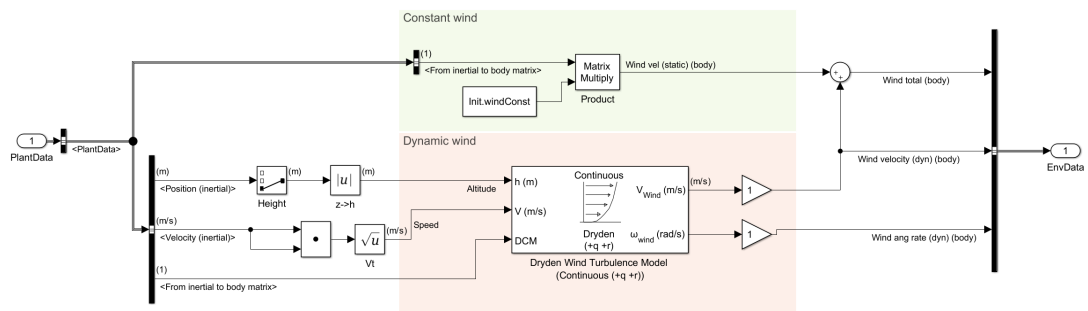 Constant wind
(1)
<From inertial to body matrix>
Matrix
Multiply
Product
Wind vel (static) (body)
Init.windConst
+
+
Wind total (body)
1
PlantData
<PlantData>
Dynamic wind
(m)
<Position (inertial)>
Height
(m)
|u|
z->h
(m)
Altitude
(m/s)
<Velocity (inertial)>
√u
Vt
(m/s)
Speed
(1)
<From inertial to body matrix>
h (m)
V (m/s)
DCM
Continuous
Dryden
(+q +r)
VWind (m/s)
ωwind (rad/s)
Dryden Wind Turbulence Model
(Continuous (+q +r))
(m/s)
1
1
Wind velocity (dyn) (body)
Wind ang rate (dyn) (body)
1
EnvData